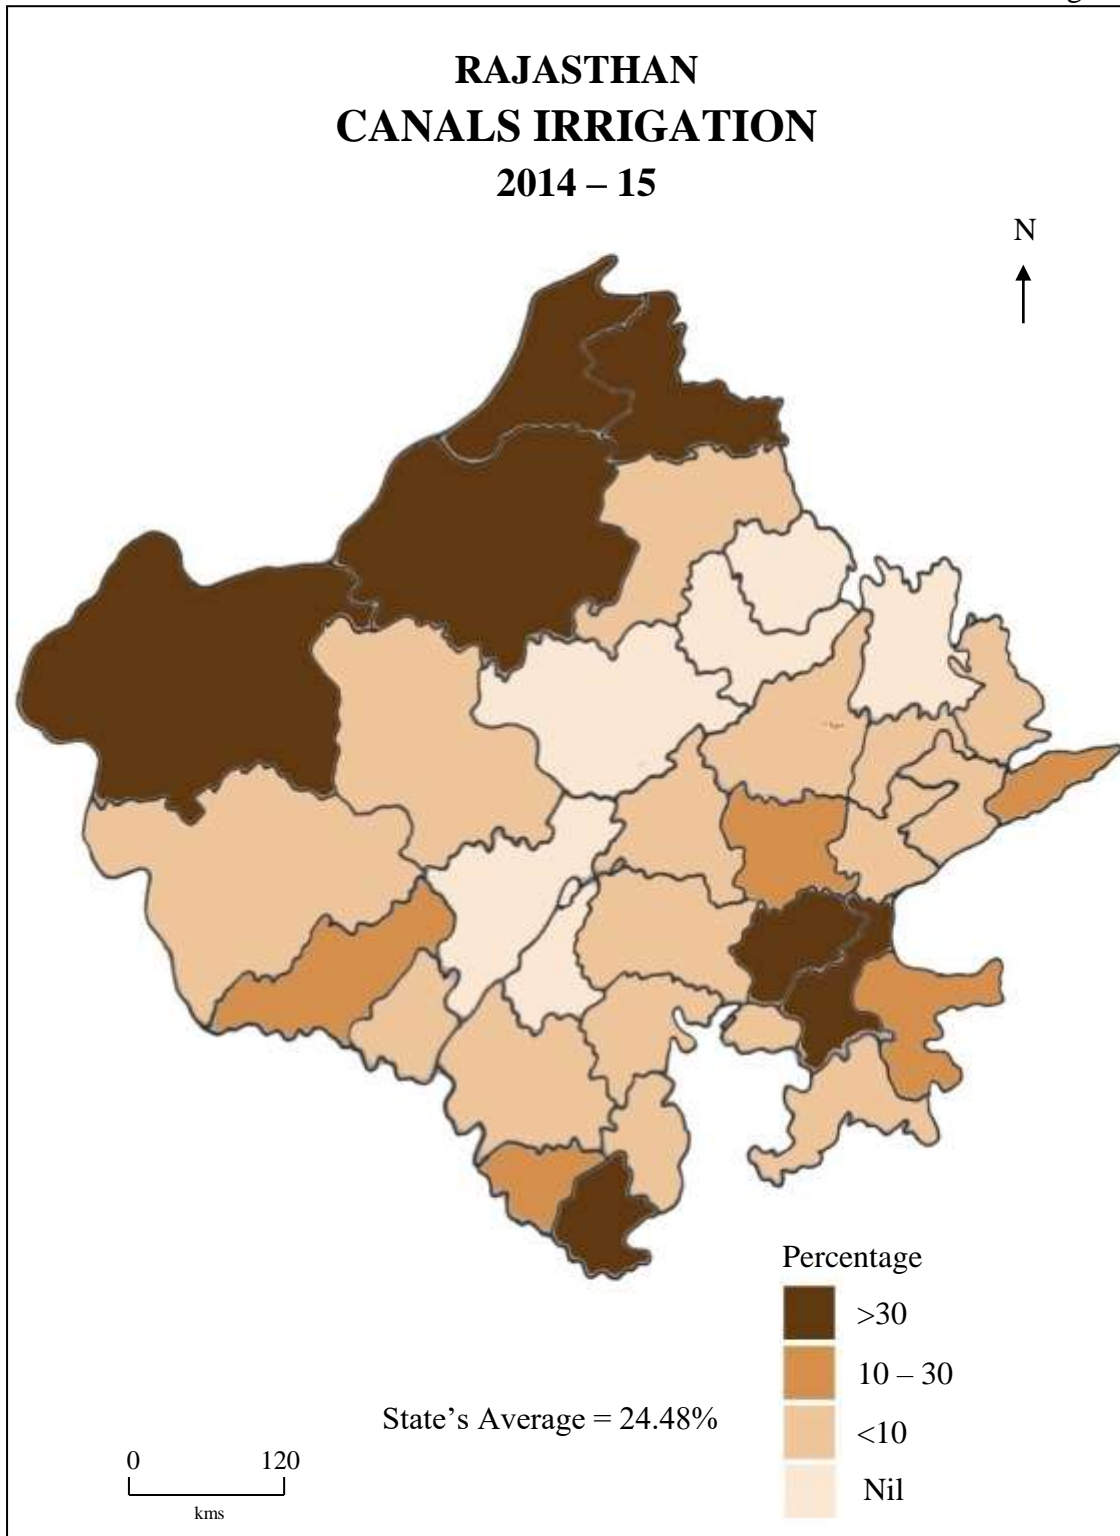 RAJASTHAN
CANALS IRRIGATION
2014 – 15
N
Percentage
>30
10 – 30
<10
Nil
State’s Average = 24.48%
0 120
kms